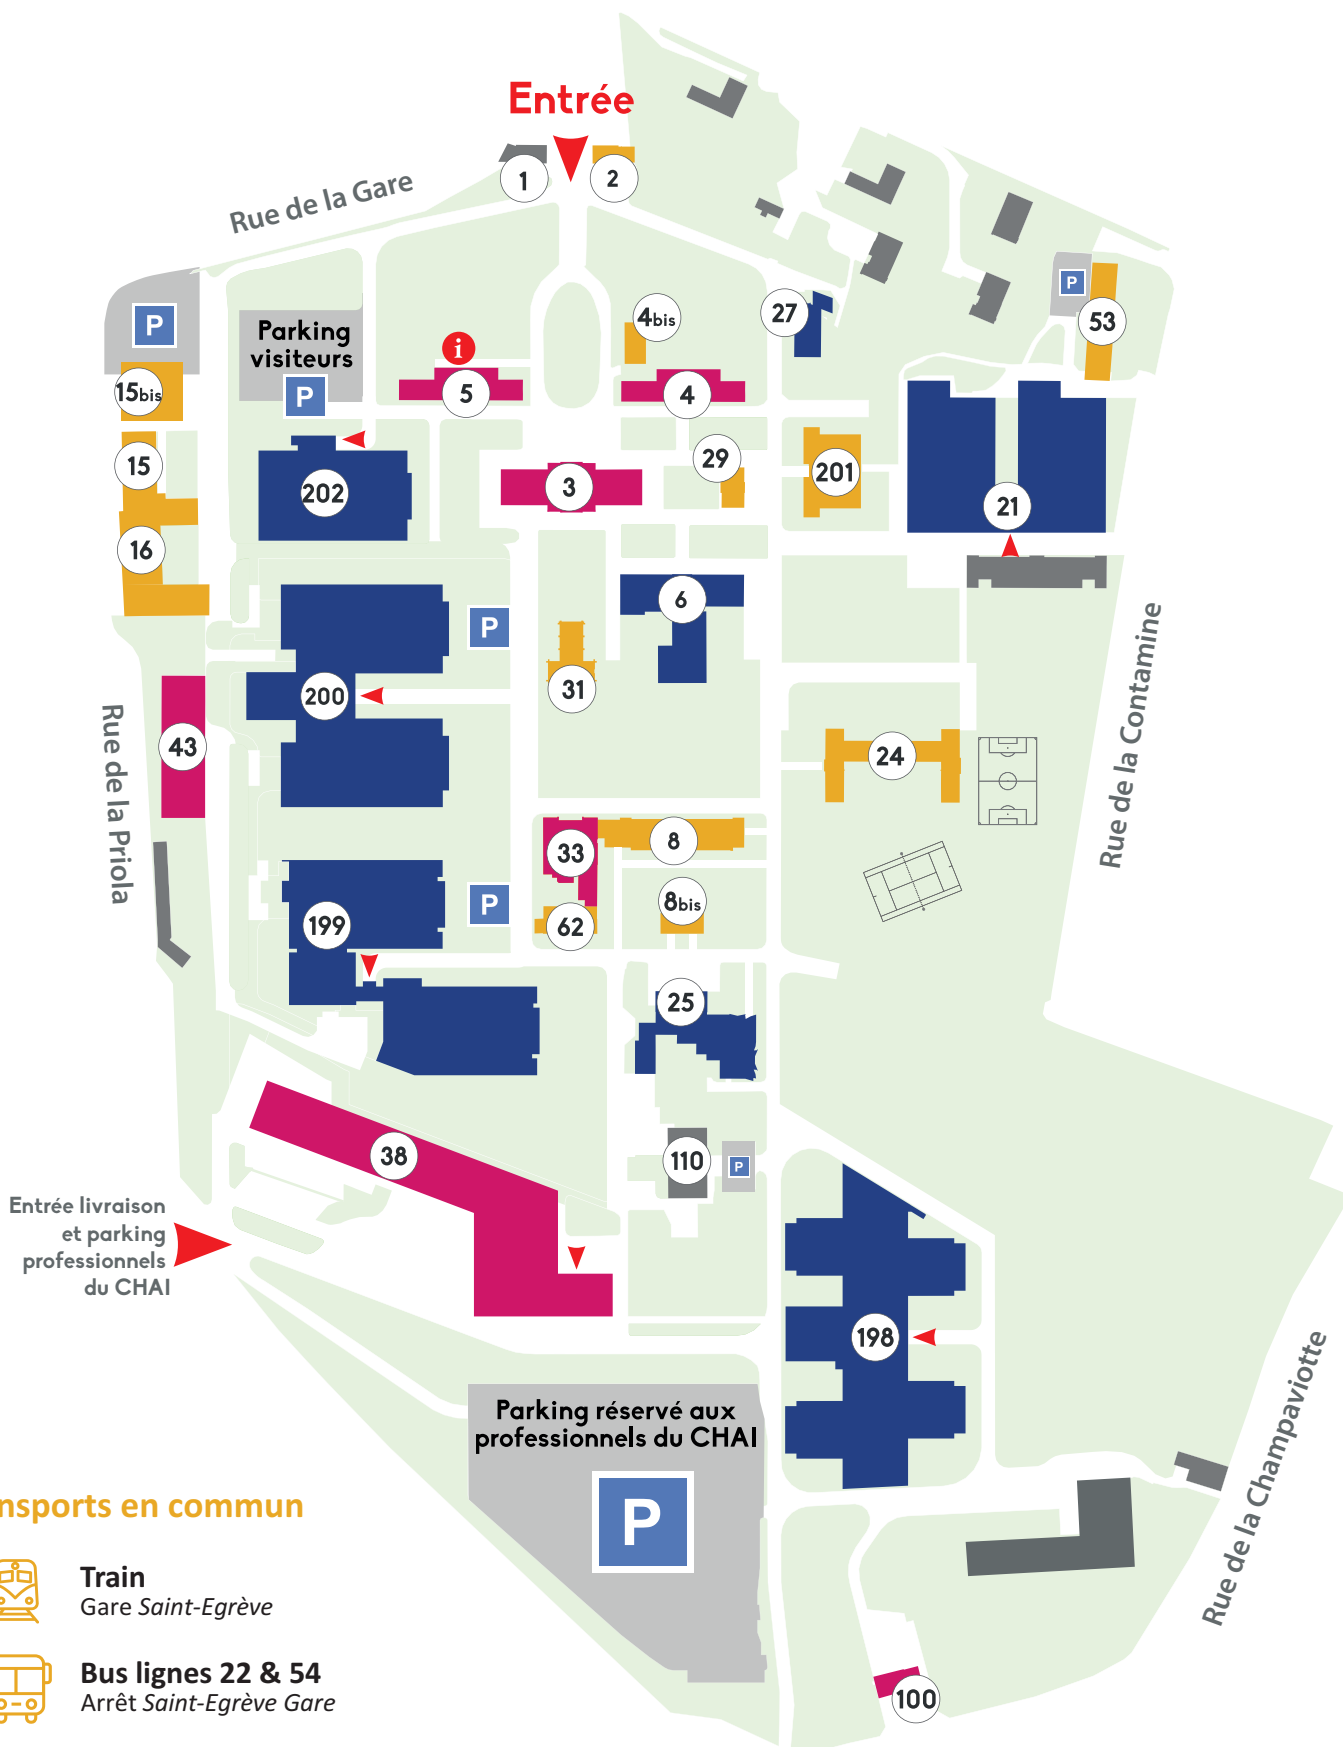 Entrée
1
2
Rue de la Gare
P
Parking
visiteurs
P
i
4bis
27
P
53
15bis
5
4
15
202
3
29
201
21
16
6
P
31
200
43
Rue de la Priola
24
Rue de la Contamine
33
8
8bis
62
199
P
25
38
110
P
Entrée livraison
et parking
professionnels
du CHAI
198
Parking réservé aux
professionnels du CHAI
P
Rue de la Champaviotte
100
nsports en commun
Train
Gare Saint-Egrève
Bus lignes 22 & 54
Arrêt Saint-Egrève Gare